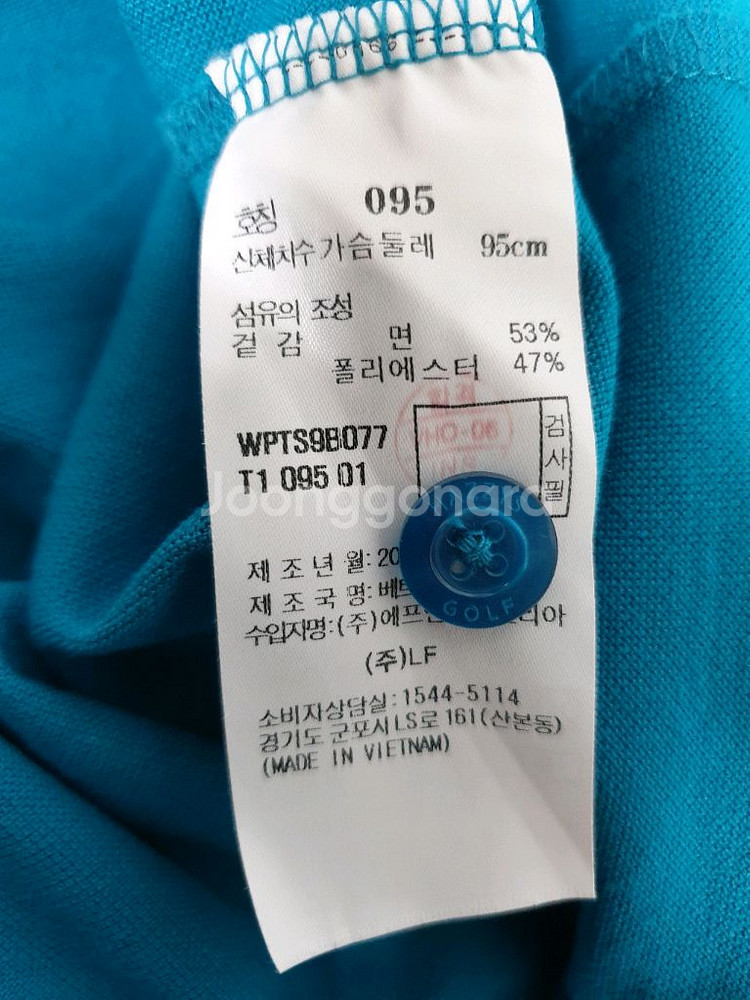 호칭 095
신체치수 가슴둘레 95cm
섬유의 조성
겉 감 면 53%
폴리에스터 47%
WPTS9B077
T1 095 01
검사필
Joonggonara
제 조 년 월: 20
제 조 국 명: 베트
GOLF
수입자명: (주)에프
리아
(주)LF
소비자상담실: 1544-5114
경기도 군포시 LS로 161(산본동)
(MADE IN VIETNAM)